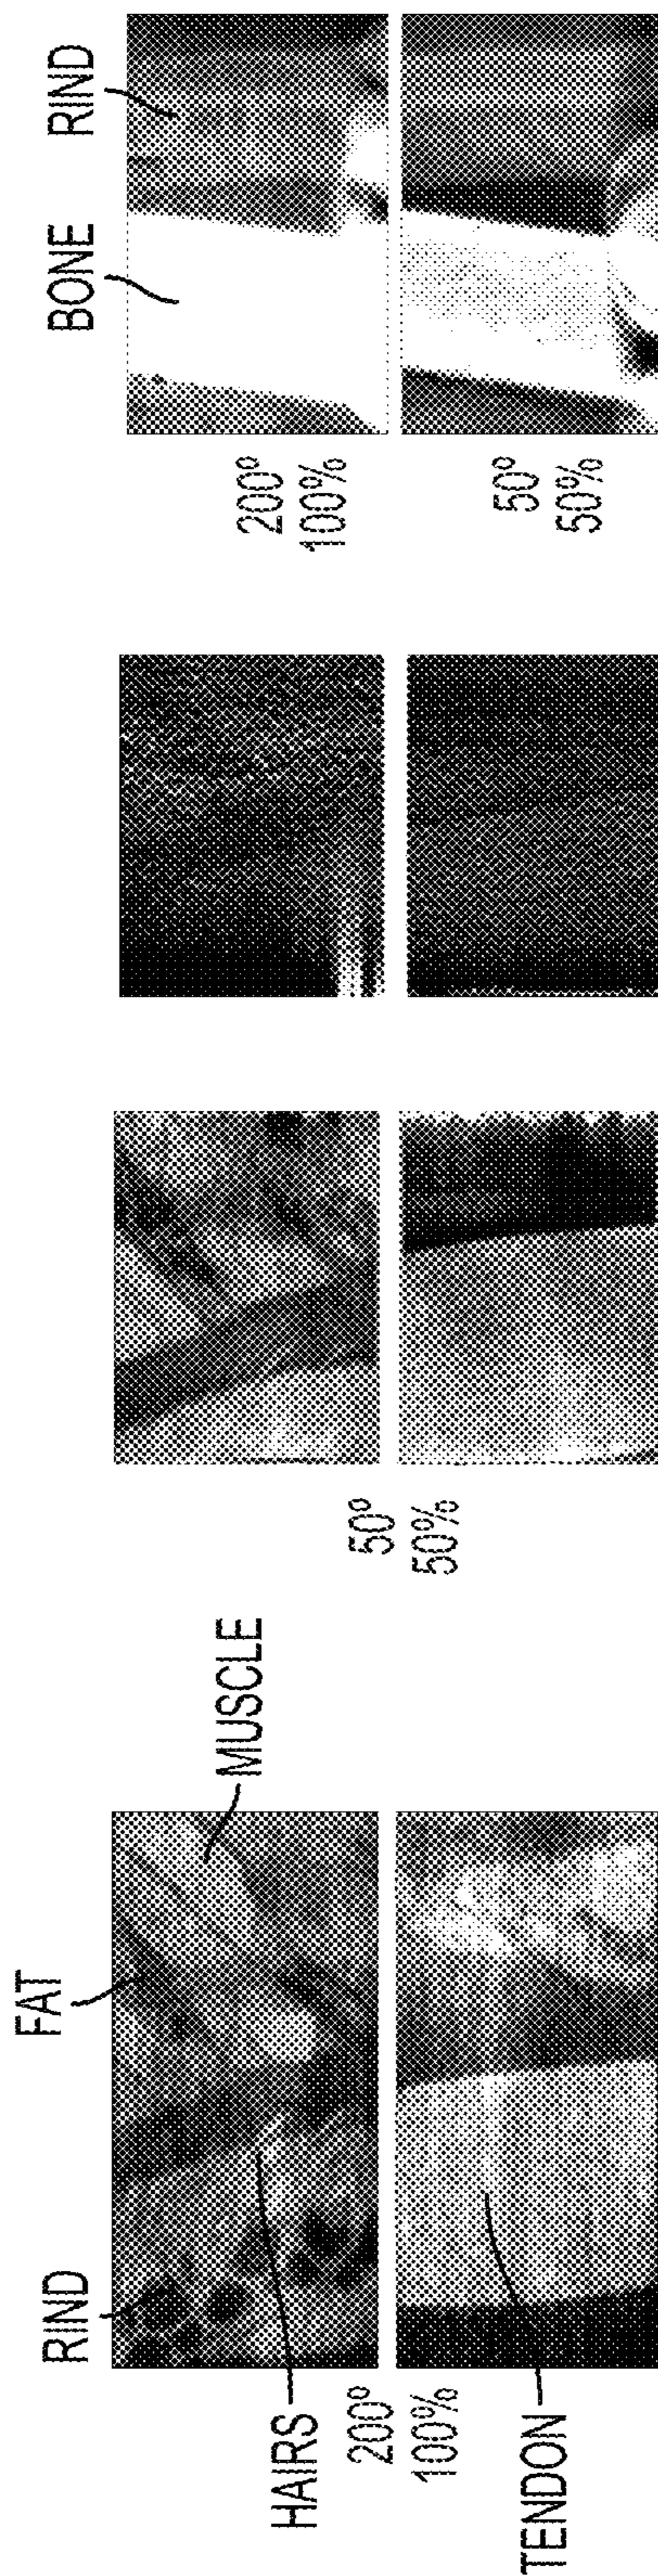 RIND
FAT
MUSCLE
HAIRS
TENDON
200°
100%
50°
50%
BONE
RIND
200°
100%
50°
50%